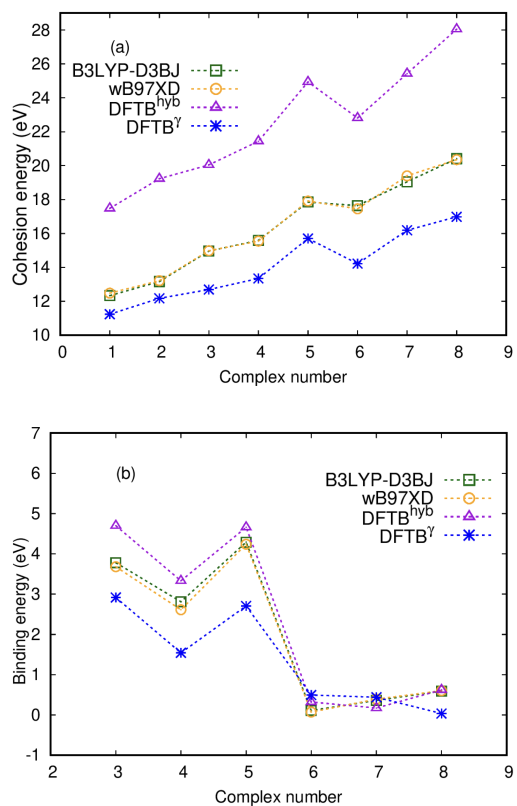 (a)
B3LYP-D3BJ
wB97XD
DFTB^hyb
DFTB^γ
Cohesion energy (eV)
28
26
24
22
20
18
16
14
12
10
0 1 2 3 4 5 6 7 8 9
Complex number
(b)
B3LYP-D3BJ
wB97XD
DFTB^hyb
DFTB^γ
Binding energy (eV)
7
6
5
4
3
2
1
0
-1
2 3 4 5 6 7 8 9
Complex number